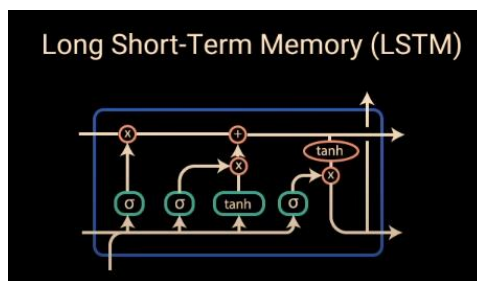 Long Short-Term Memory (LSTM)
x
+
tanh
x
x
σ
σ
tanh
σ